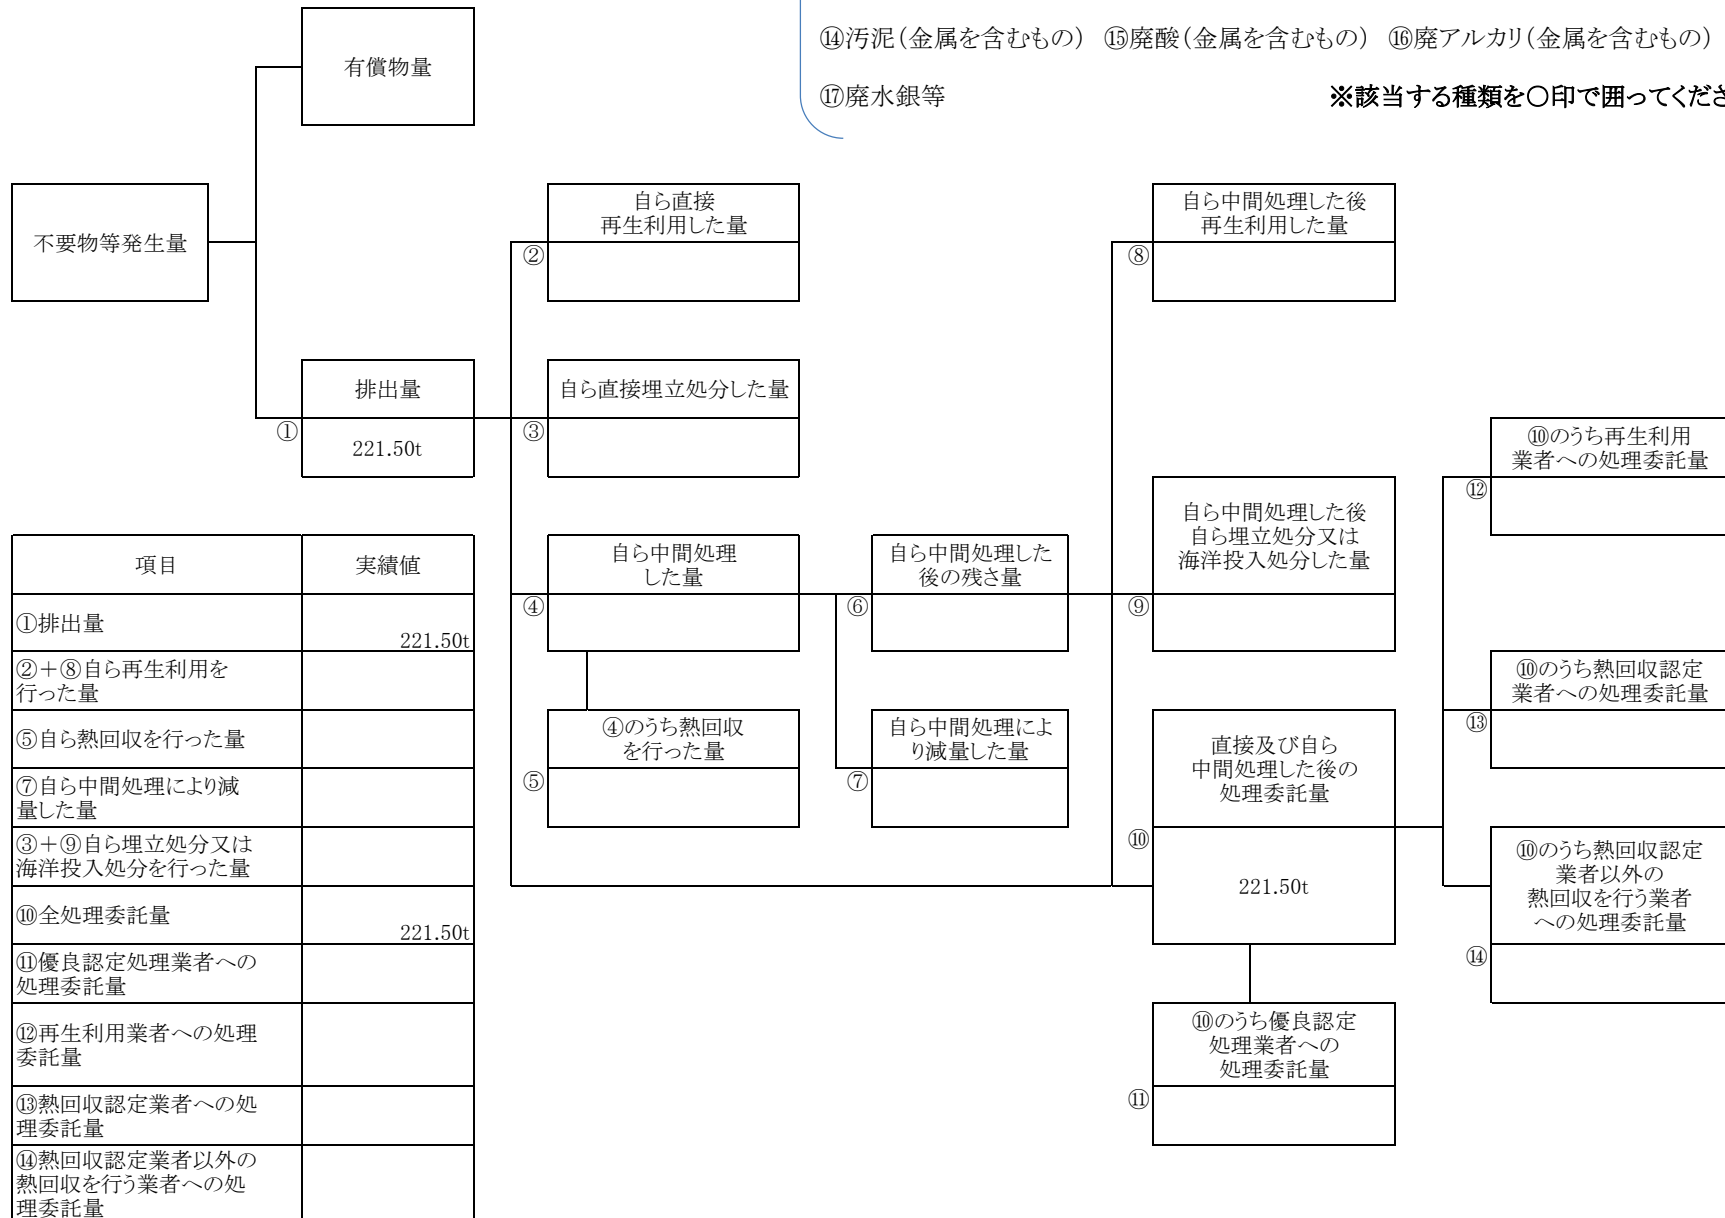 ⑭汚泥（金属を含むもの）　⑮廃酸（金属を含むもの）　⑯廃アルカリ（金属を含むもの）
⑰廃水銀等　※該当する種類を○印で囲ってくださ
有償物量
不要物等発生量
排出量
①
221.50t
自ら直接
再生利用した量
②
自ら直接埋立処分した量
③
自ら中間処理
した量
④
④のうち熱回収
を行った量
⑤
自ら中間処理した
後の残さ量
⑥
自ら中間処理によ
り減量した量
⑦
自ら中間処理した後
再生利用した量
⑧
自ら中間処理した後
自ら埋立処分又は
海洋投入処分した量
⑨
直接及び自ら
中間処理した後の
処理委託量
⑩
221.50t
⑩のうち優良認定
処理業者への
処理委託量
⑪
⑩のうち再生利用
業者への処理委託量
⑫
⑩のうち熱回収認定
業者への処理委託量
⑬
⑩のうち熱回収認定
業者以外の
熱回収を行う業者
への処理委託量
⑭
項目　実績値
①排出量　221.50t
②＋⑧自ら再生利用を
行った量
⑤自ら熱回収を行った量
⑦自ら中間処理により減
量した量
③＋⑨自ら埋立処分又は
海洋投入処分を行った量
⑩全処理委託量　221.50t
⑪優良認定処理業者への
処理委託量
⑫再生利用業者への処理
委託量
⑬熱回収認定業者への処
理委託量
⑭熱回収認定業者以外の
熱回収を行う業者への処
理委託量